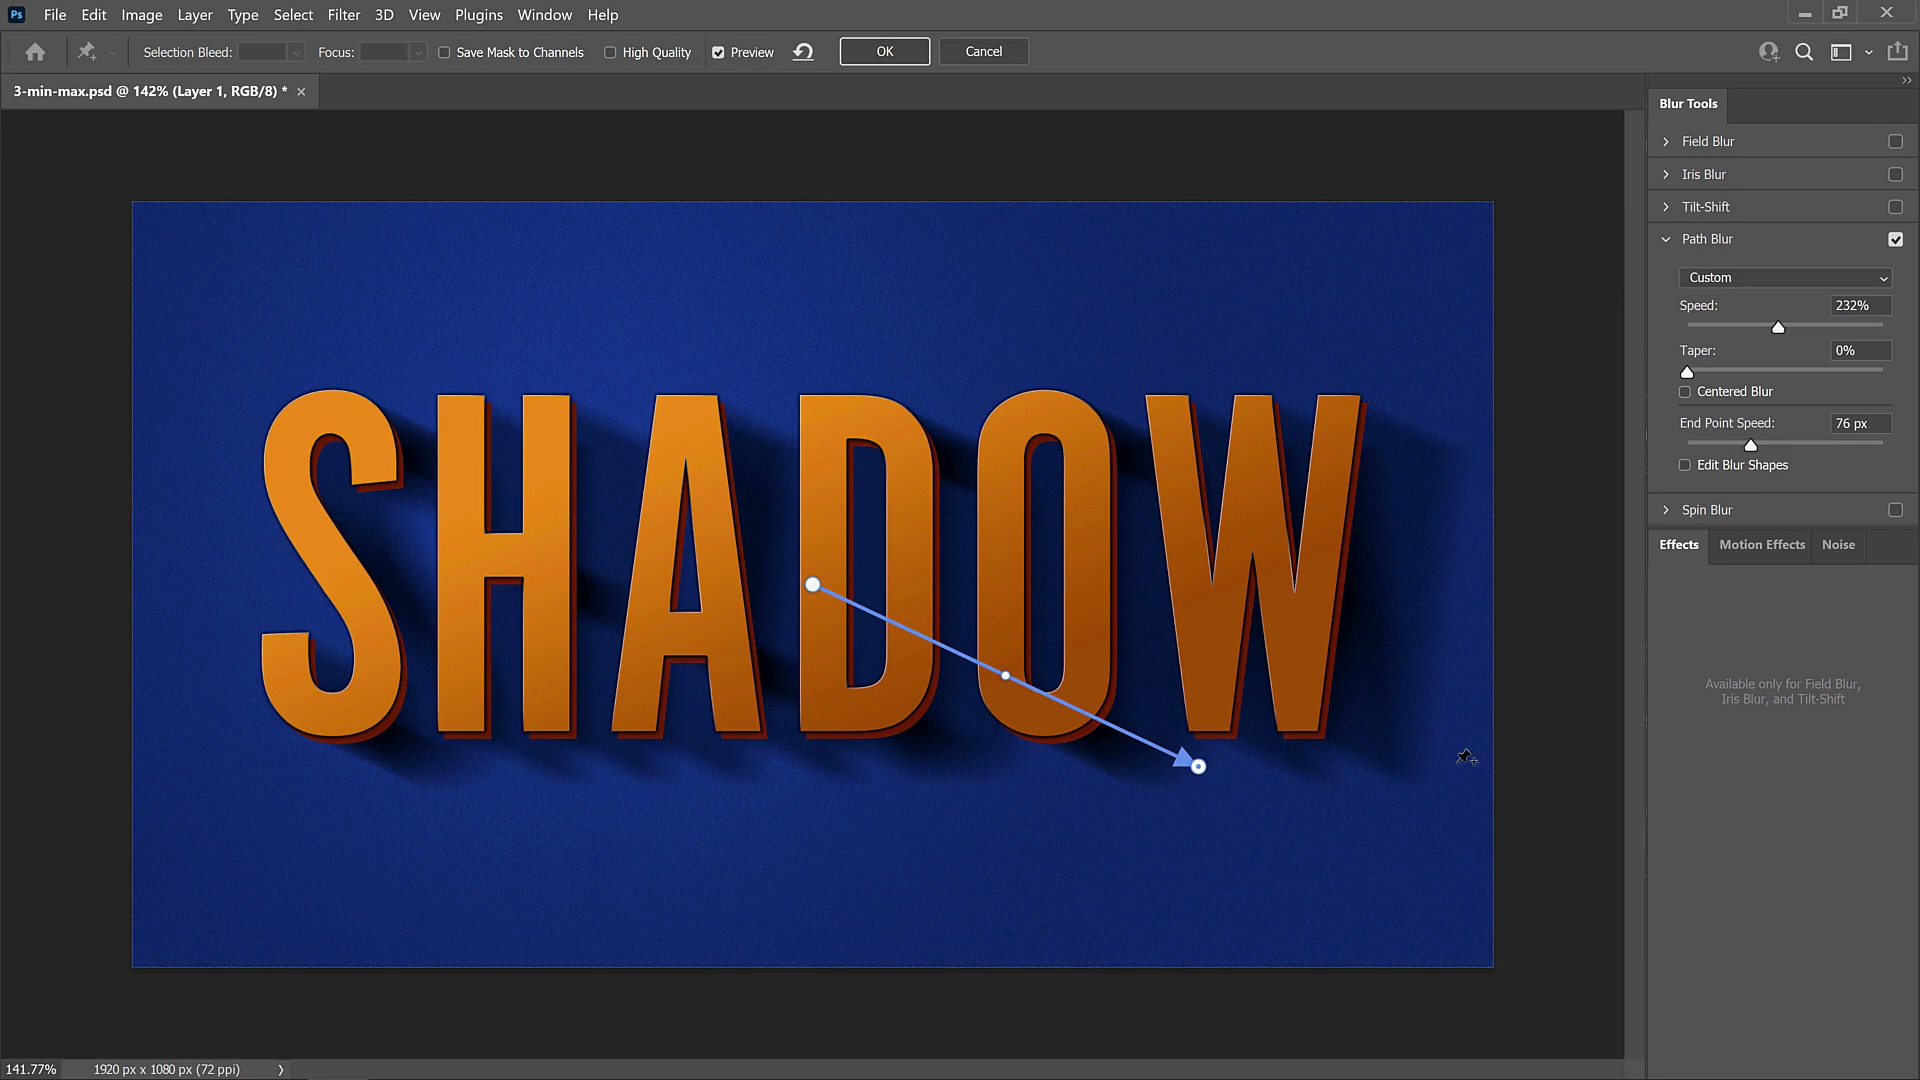 Ps File Edit Image Layer Type Select Filter 3D View Plugins Window Help
Selection Bleed: Focus: Save Mask to Channels High Quality Preview OK Cancel
3-min-max.psd @ 142% (Layer 1, RGB/8) *
Blur Tools
Field Blur
Iris Blur
Tilt-Shift
Path Blur
Custom
Speed: 232%
Taper: 0%
Centered Blur
End Point Speed: 76 px
Edit Blur Shapes
Spin Blur
Effects Motion Effects Noise
Available only for Field Blur,
Iris Blur, and Tilt-Shift
SHADOW
141.77% 1920 px x 1080 px (72 ppi)